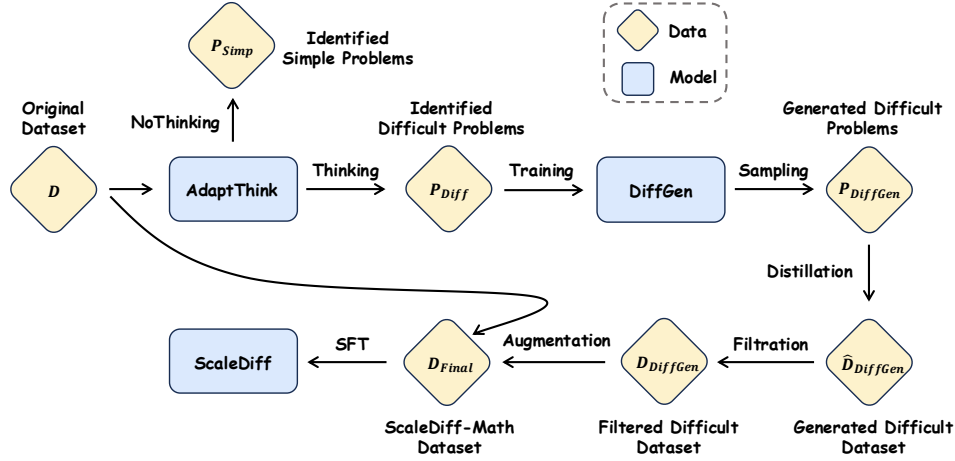 P_Simp
Identified
Simple Problems
Data
Model
Original
Dataset
NoThinking
Identified
Difficult Problems
Generated Difficult
Problems
D
AdaptThink
Thinking
P_Diff
Training
DiffGen
Sampling
P_DiffGen
Distillation
ScaleDiff
SFT
D_Final
Augmentation
D_DiffGen
Filtration
D̂_DiffGen
ScaleDiff-Math
Dataset
Filtered Difficult
Dataset
Generated Difficult
Dataset